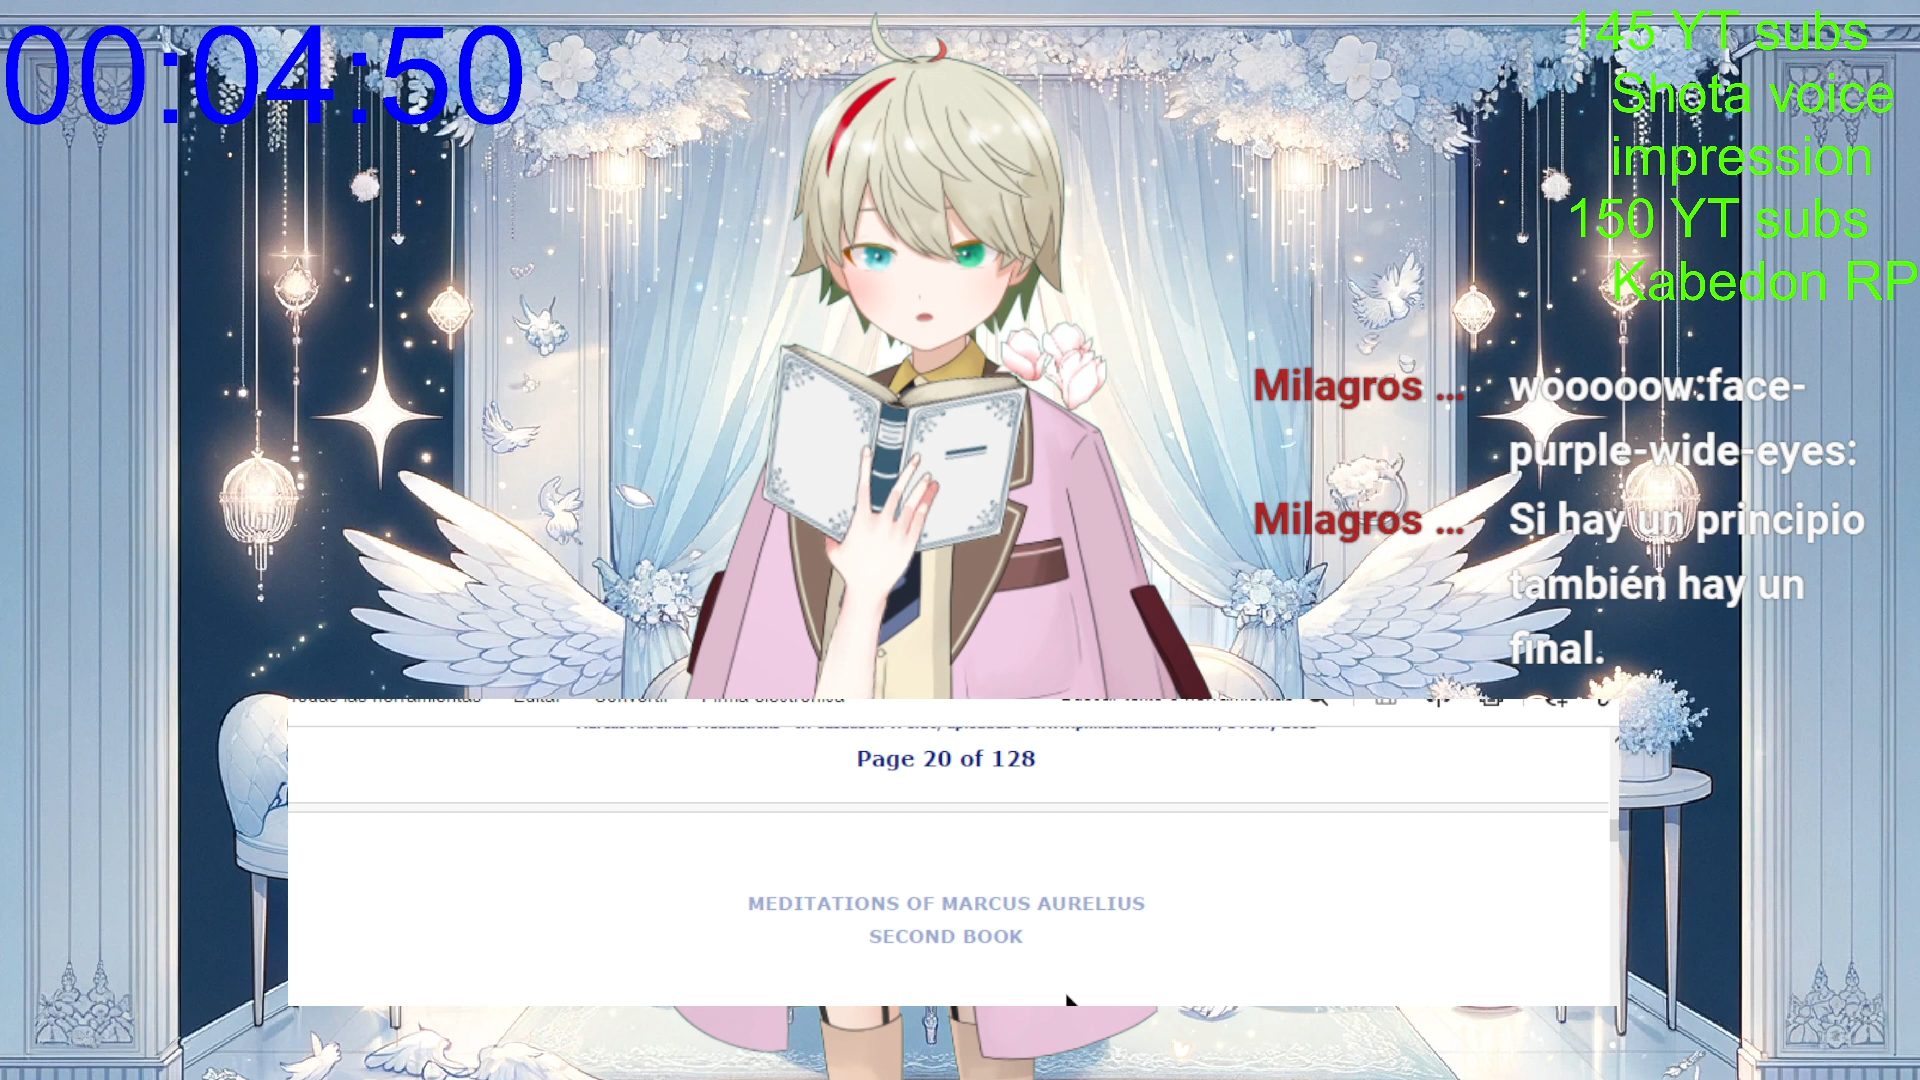 00:04:50
145 YT subs
Shota voice
impression
150 YT subs
Kabedon RP
Milagros ... wooooow:face-
purple-wide-eyes:
Milagros ... Si hay un principio
también hay un
final.
Page 20 of 128
MEDITATIONS OF MARCUS AURELIUS
SECOND BOOK